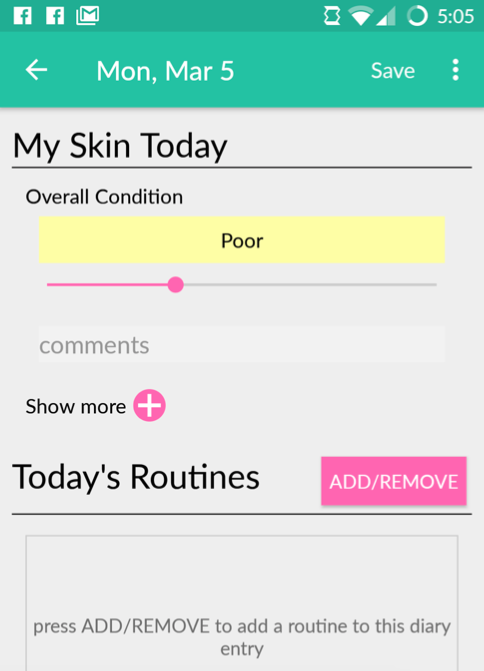 5:05
Mon, Mar 5
Save
My Skin Today
Overall Condition
Poor
comments
Show more
Today's Routines
ADD/REMOVE
press ADD/REMOVE to add a routine to this diary
entry